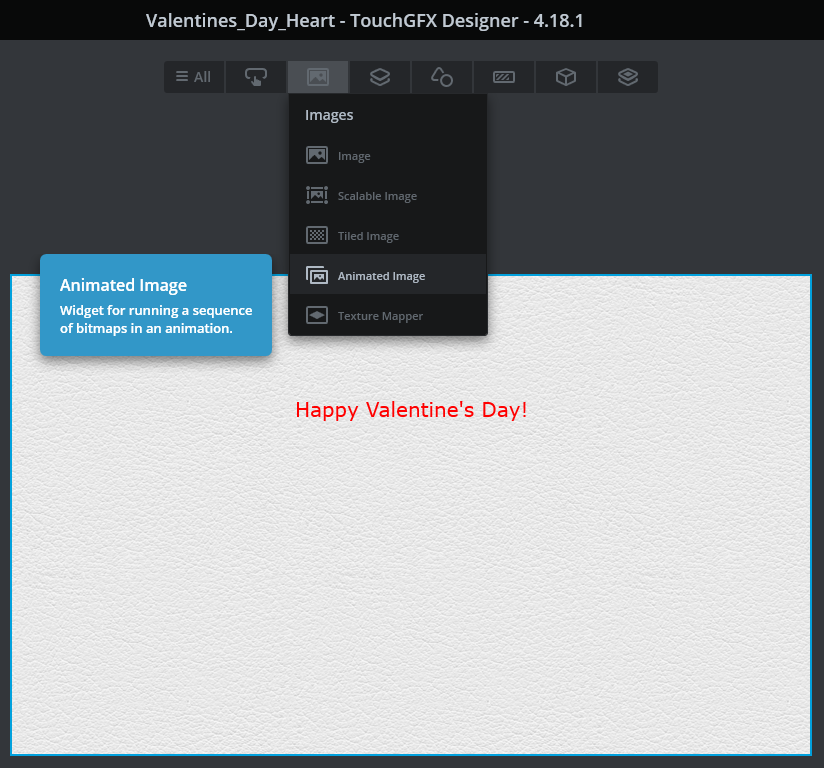 Valentines_Day_Heart - TouchGFX Designer - 4.18.1
All
Images
Image
Scalable Image
Tiled Image
Animated Image
Texture Mapper
Animated Image
Widget for running a sequence
of bitmaps in an animation.
Happy Valentine's Day!